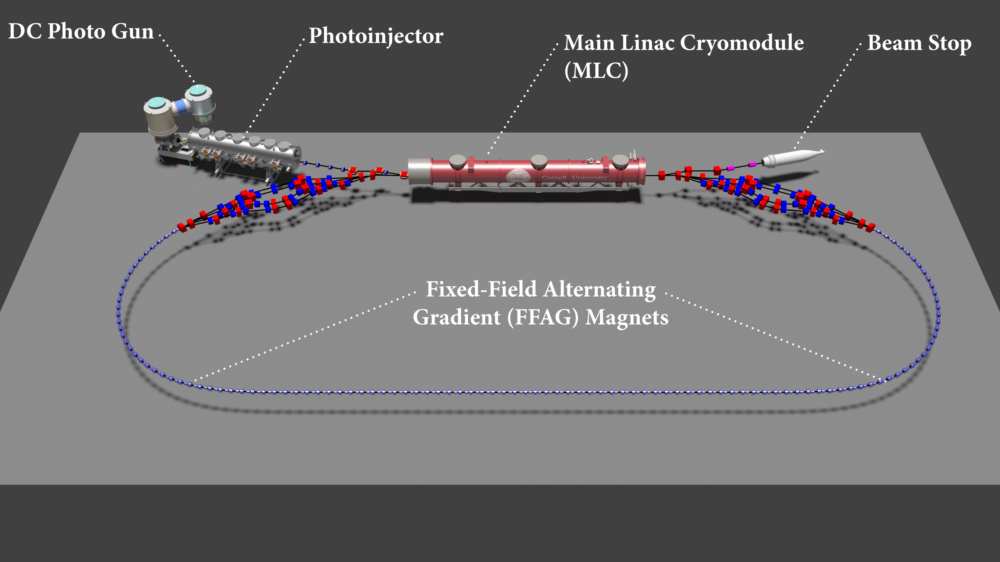 DC Photo Gun
Photoinjector
Main Linac Cryomodule
(MLC)
Beam Stop
Cornell University
Fixed-Field Alternating
Gradient (FFAG) Magnets